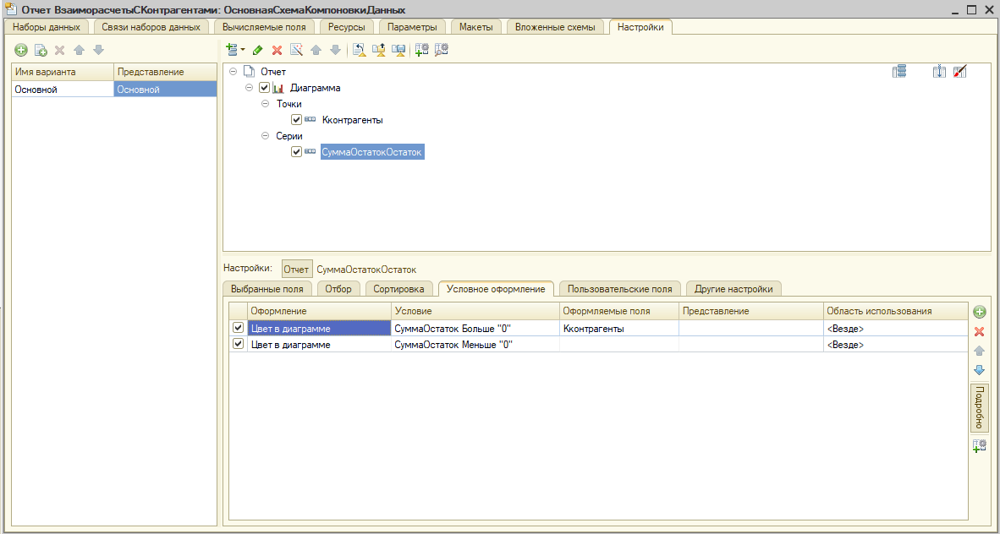 Отчет ВзаиморасчетыСКонтрагентами: ОсновнаяСхемаКомпоновкиДанных
Наборы данных Связи наборов данных Вычисляемые поля Ресурсы Параметры Макеты Вложенные схемы Настройки
Имя варианта Представление
Основной Основной
Отчет
Диаграмма
Точки
Кконтрагенты
Серии
СуммаОстатокОстаток
Настройки: Отчет СуммаОстатокОстаток
Выбранные поля Отбор Сортировка Условное оформление Пользовательские поля Другие настройки
Оформление Условие Оформляемые поля Представление Область использования
Цвет в диаграмме СуммаОстаток Больше "0" Кконтрагенты <Везде>
Цвет в диаграмме СуммаОстаток Меньше "0" <Везде>
Подробно